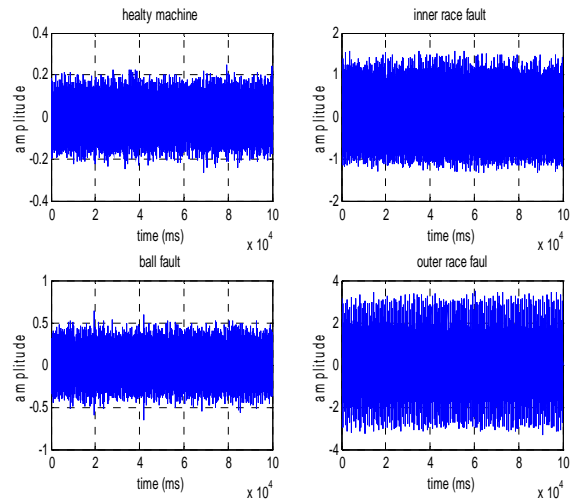 healty machine
0.4
0.2
0
-0.2
-0.4
amplitude
0 2 4 6 8 10
time (ms)
x 10^4
inner race fault
2
1
0
-1
-2
amplitude
0 2 4 6 8 10
time (ms)
x 10^4
ball fault
1
0.5
0
-0.5
-1
amplitude
0 2 4 6 8 10
time (ms)
x 10^4
outer race faul
4
2
0
-2
-4
amplitude
0 2 4 6 8 10
time (ms)
x 10^4